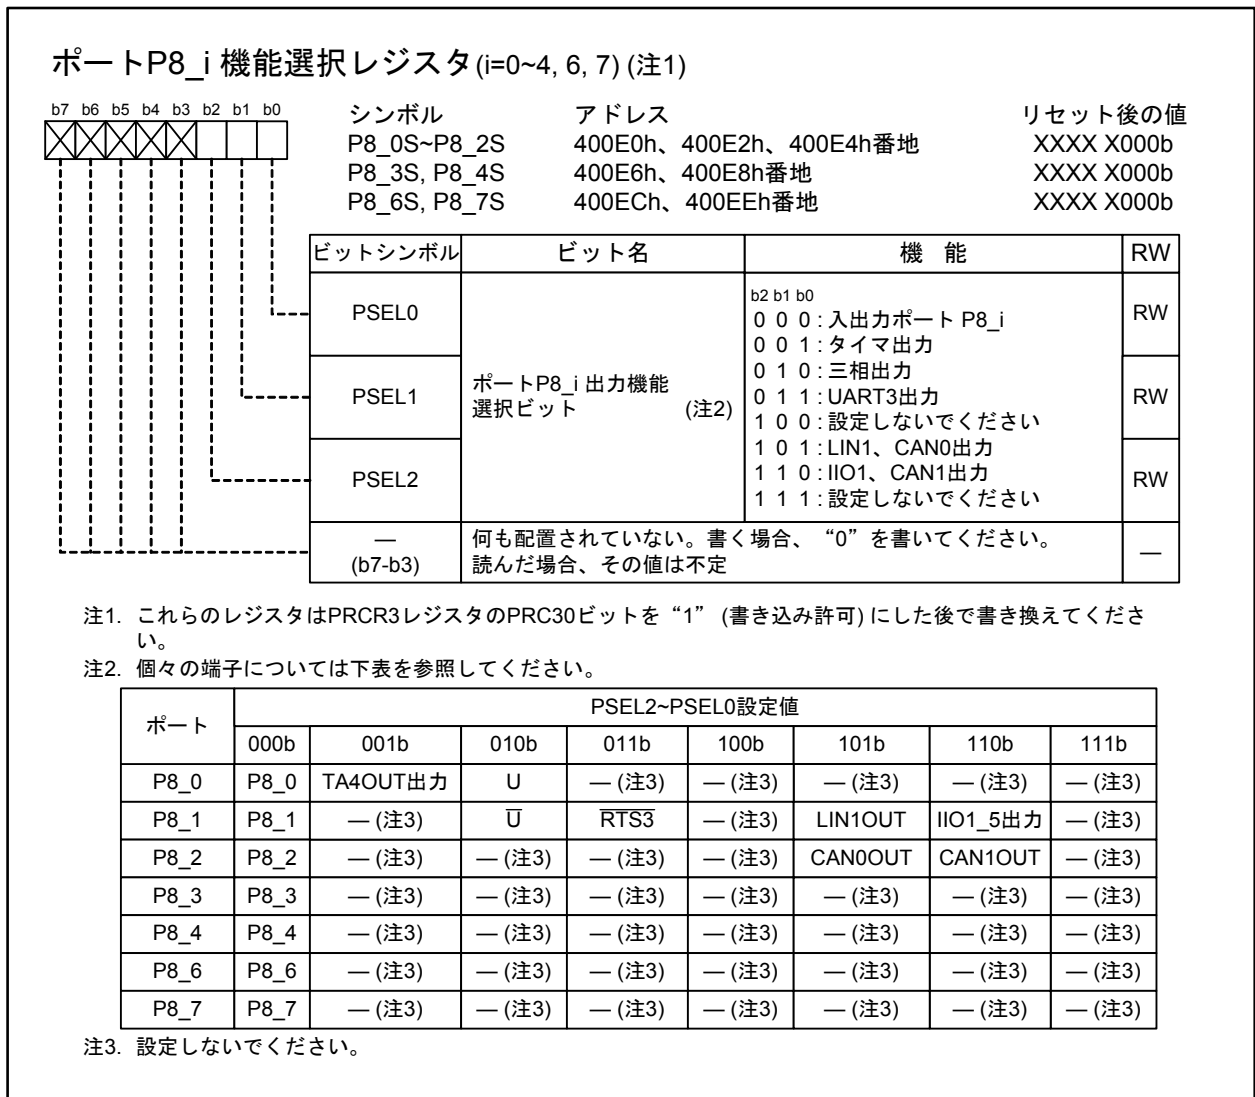 ポートP8_i 機能選択レジスタ(i=0~4, 6, 7) (注1)
b7 b6 b5 b4 b3 b2 b1 b0
シンボル アドレス リセット後の値
P8_0S~P8_2S 400E0h、400E2h、400E4h番地 XXXX X000b
P8_3S, P8_4S 400E6h、400E8h番地 XXXX X000b
P8_6S, P8_7S 400ECh、400EEh番地 XXXX X000b
ビットシンボル ビット名 機 能 RW
PSEL0 RW
PSEL1 RW
PSEL2 RW
ポートP8_i 出力機能
選択ビット (注2)
b2 b1 b0
0 0 0 : 入出力ポート P8_i
0 0 1 : タイマ出力
0 1 0 : 三相出力
0 1 1 : UART3出力
1 0 0 : 設定しないでください
1 0 1 : LIN1、CAN0出力
1 1 0 : IIO1、CAN1出力
1 1 1 : 設定しないでください
—
(b7-b3)
何も配置されていない。書く場合、“0”を書いてください。
読んだ場合、その値は不定
—
注1. これらのレジスタはPRCR3レジスタのPRC30ビットを“1” (書き込み許可) にした後で書き換えてくださ
い。
注2. 個々の端子については下表を参照してください。
ポート PSEL2~PSEL0設定値
000b 001b 010b 011b 100b 101b 110b 111b
P8_0 P8_0 TA4OUT出力 U — (注3) — (注3) — (注3) — (注3) — (注3)
P8_1 P8_1 — (注3) U̅ R̅T̅S̅3̅ — (注3) LIN1OUT IIO1_5出力 — (注3)
P8_2 P8_2 — (注3) — (注3) — (注3) — (注3) CAN0OUT CAN1OUT — (注3)
P8_3 P8_3 — (注3) — (注3) — (注3) — (注3) — (注3) — (注3) — (注3)
P8_4 P8_4 — (注3) — (注3) — (注3) — (注3) — (注3) — (注3) — (注3)
P8_6 P8_6 — (注3) — (注3) — (注3) — (注3) — (注3) — (注3) — (注3)
P8_7 P8_7 — (注3) — (注3) — (注3) — (注3) — (注3) — (注3) — (注3)
注3. 設定しないでください。